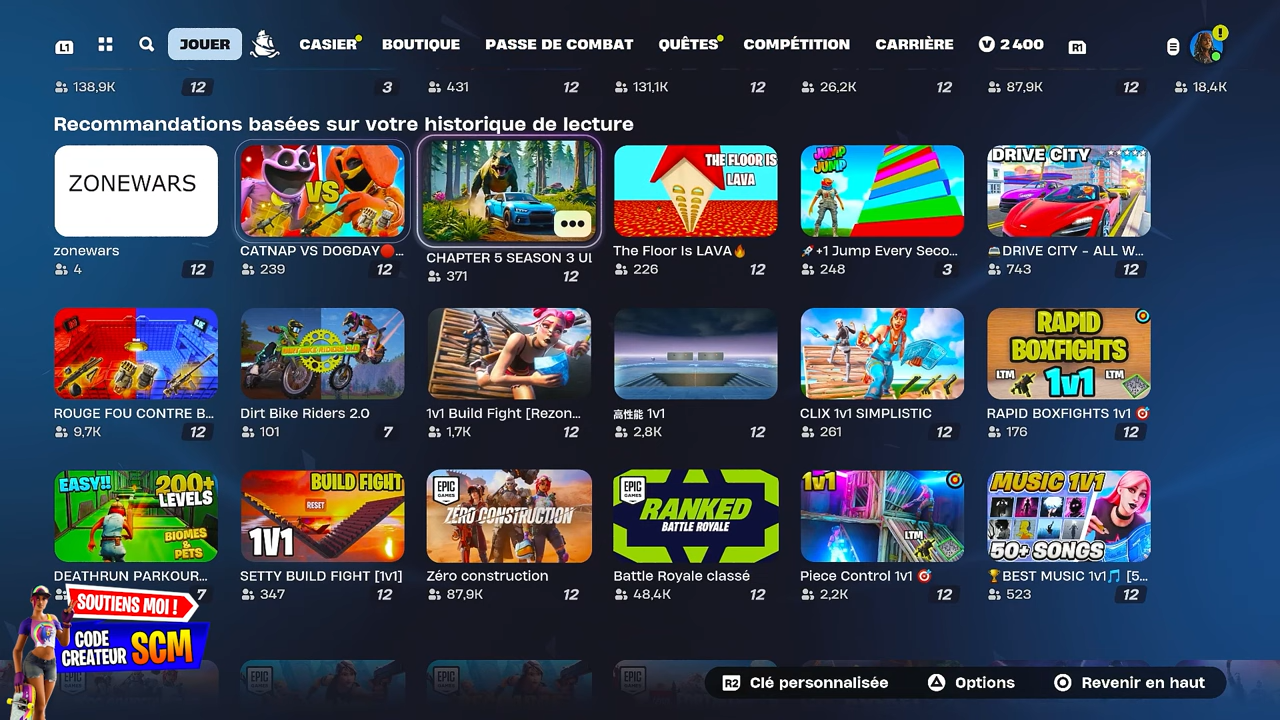 L1 JOUER CASIER BOUTIQUE PASSE DE COMBAT QUÊTES COMPÉTITION CARRIÈRE V 2 400 R1 !
138,9K 12 3 431 12 131,1K 12 26,2K 12 87,9K 12 18,4K
Recommandations basées sur votre historique de lecture
ZONEWARS
VS
THE FLOOR IS
LAVA
JUMP
JUMP
DRIVE CITY
zonewars
4 12
CATNAP VS DOGDAY🔴...
239 12
CHAPTER 5 SEASON 3 UL
371 12
The Floor Is LAVA🔥
226 12
🚀+1 Jump Every Seco...
248 3
🚘DRIVE CITY - ALL W...
743 12
RAPID
BOXFIGHTS
LTM 1v1 LTM
ROUGE FOU CONTRE B...
9,7K 12
Dirt Bike Riders 2.0
101 7
1v1 Build Fight [Rezon...
1,7K 12
高性能 1v1
2,8K 12
CLIX 1v1 SIMPLISTIC
261 12
RAPID BOXFIGHTS 1v1 🎯
176 12
EASY!! 200+
LEVELS
BIOMES
&
PETS
BUILD FIGHT
RESET
1V1
EPIC
GAMES
ZÉRO CONSTRUCTION
EPIC
GAMES
RANKED
BATTLE ROYALE
1v1
LTM
MUSIC 1V1
50+ SONGS
DEATHRUN PARKOUR...
7
SETTY BUILD FIGHT [1v1]
347 12
Zéro construction
87,9K 12
Battle Royale classé
48,4K 12
Piece Control 1v1 🎯
2,2K 12
🏆BEST MUSIC 1v1🎵 [5...
523 12
SOUTIENS MOI !
CODE
CREATEUR SCM
EPIC
GAMES
EPIC
GAMES
EPIC
GAMES
EPIC
GAMES
R2 Clé personnalisée Options Revenir en haut